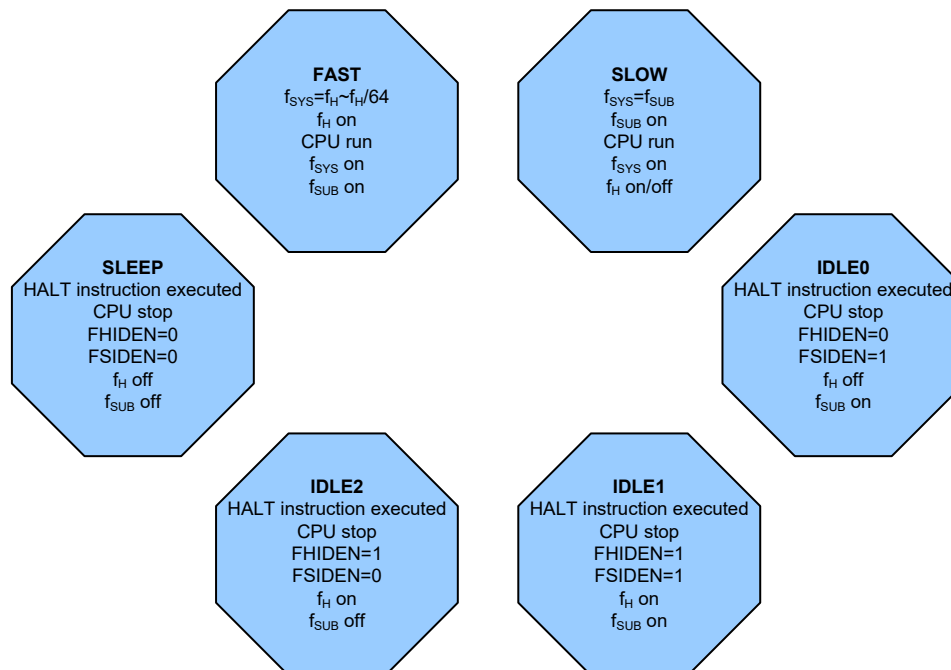 FAST
fSYS=fH~fH/64
fH on
CPU run
fSYS on
fSUB on
SLOW
fSYS=fSUB
fSUB on
CPU run
fSYS on
fH on/off
SLEEP
HALT instruction executed
CPU stop
FHIDEN=0
FSIDEN=0
fH off
fSUB off
IDLE0
HALT instruction executed
CPU stop
FHIDEN=0
FSIDEN=1
fH off
fSUB on
IDLE2
HALT instruction executed
CPU stop
FHIDEN=1
FSIDEN=0
fH on
fSUB off
IDLE1
HALT instruction executed
CPU stop
FHIDEN=1
FSIDEN=1
fH on
fSUB on